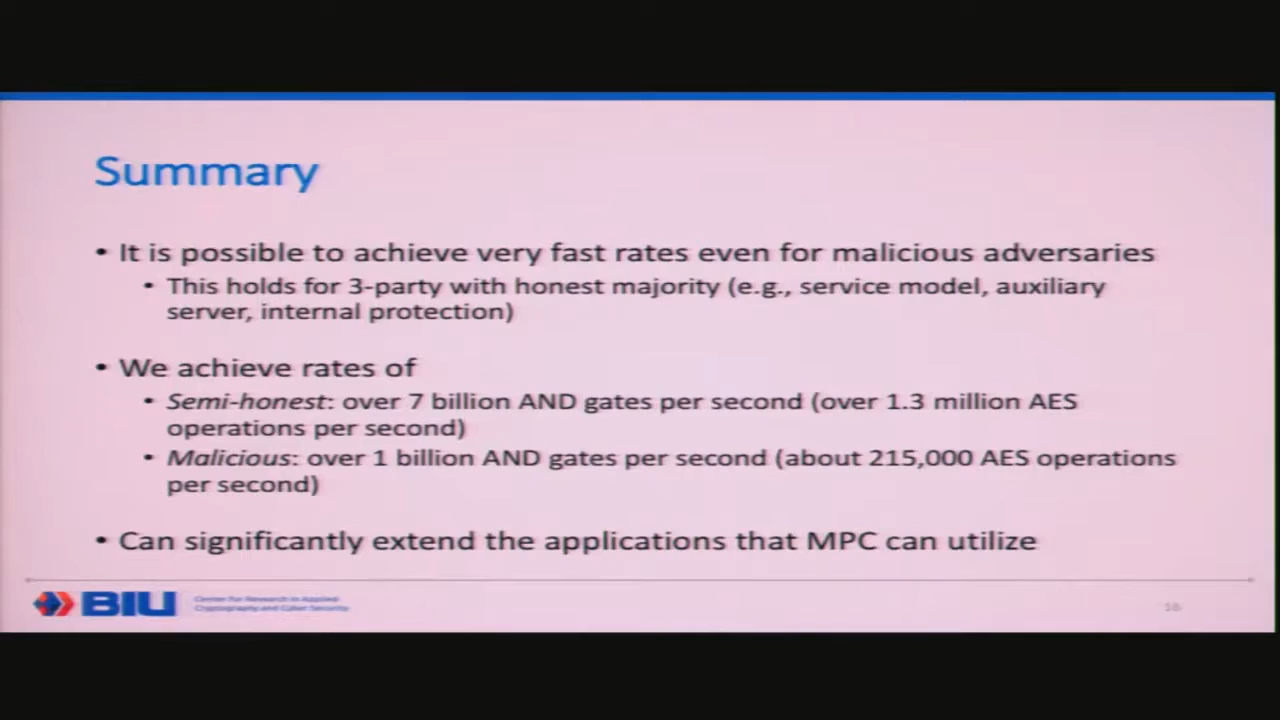 Summary
• It is possible to achieve very fast rates even for malicious adversaries
• This holds for 3-party with honest majority (e.g., service model, auxiliary
server, internal protection)
• We achieve rates of
• Semi-honest: over 7 billion AND gates per second (over 1.3 million AES
operations per second)
• Malicious: over 1 billion AND gates per second (about 215,000 AES operations
per second)
• Can significantly extend the applications that MPC can utilize
BIU
Center for Research in Applied
Cryptography and Cyber Security
16